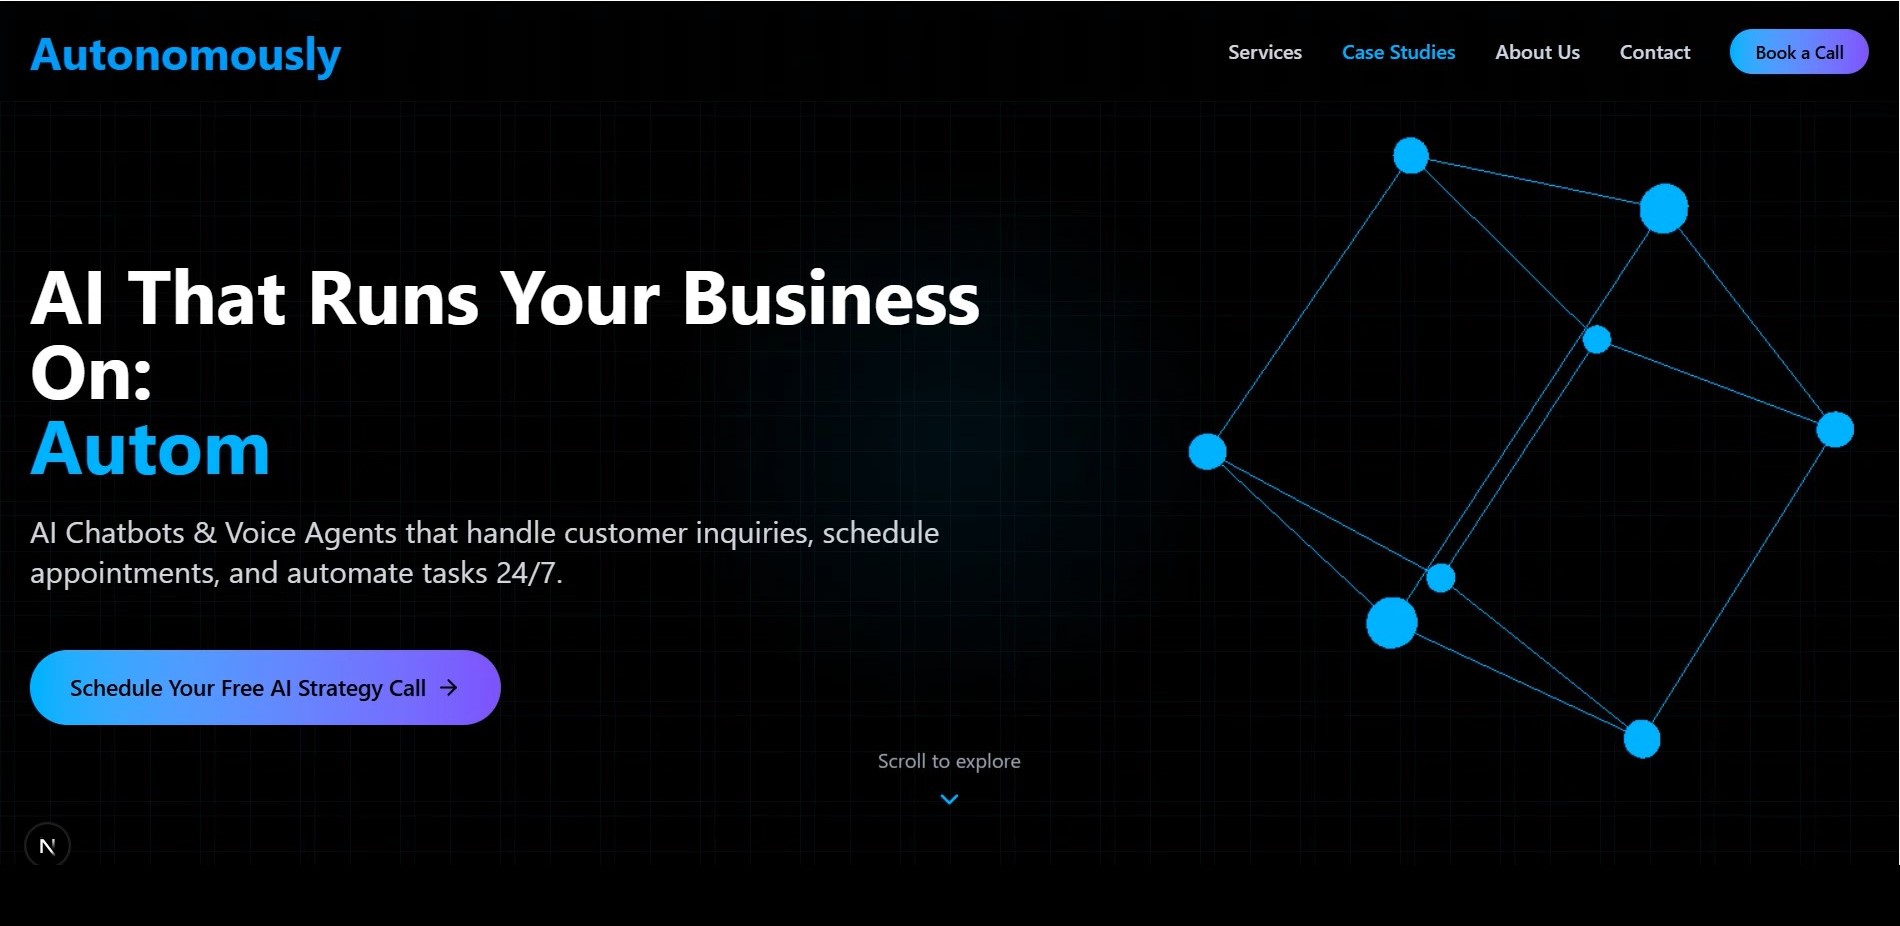 Autonomously
Services
Case Studies
About Us
Contact
Book a Call
AI That Runs Your Business
On:
Autom
AI Chatbots & Voice Agents that handle customer inquiries, schedule
appointments, and automate tasks 24/7.
Schedule Your Free AI Strategy Call →
Scroll to explore
N